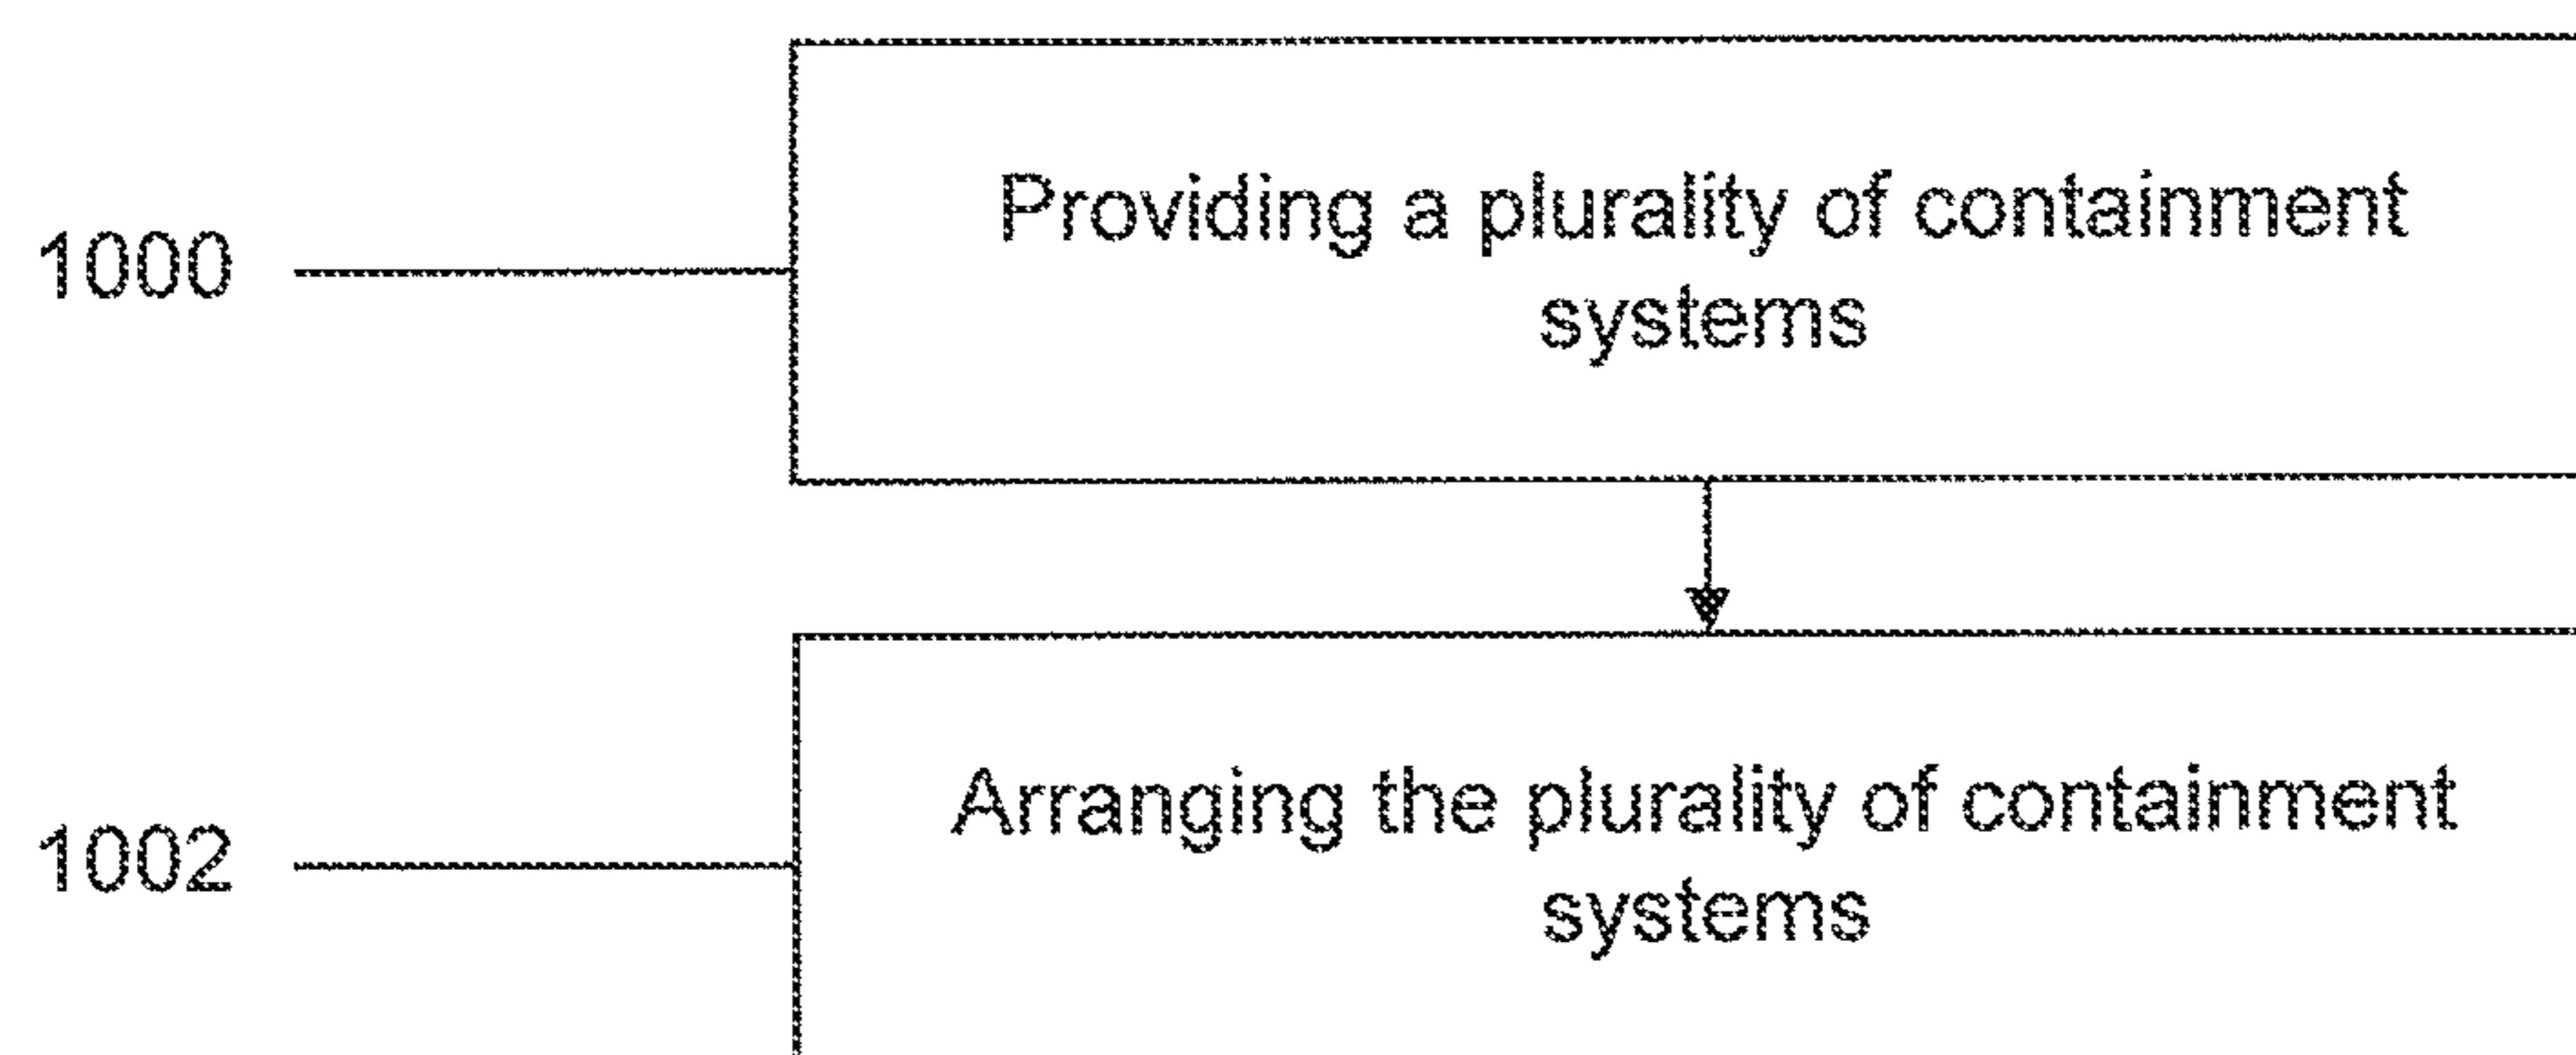 1000
Providing a plurality of containment
systems
1002
Arranging the plurality of containment
systems